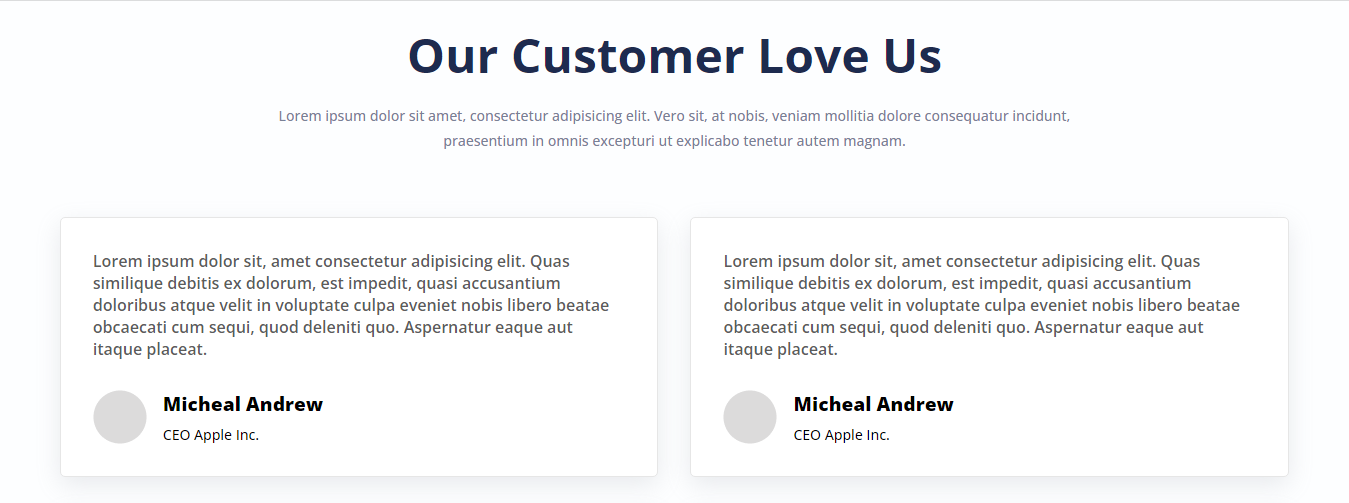 Our Customer Love Us
Lorem ipsum dolor sit amet, consectetur adipisicing elit. Vero sit, at nobis, veniam mollitia dolore consequatur incidunt,
praesentium in omnis excepturi ut explicabo tenetur autem magnam.
Lorem ipsum dolor sit, amet consectetur adipisicing elit. Quas
similique debitis ex dolorum, est impedit, quasi accusantium
doloribus atque velit in voluptate culpa eveniet nobis libero beatae
obcaecati cum sequi, quod deleniti quo. Aspernatur eaque aut
itaque placeat.
Micheal Andrew
CEO Apple Inc.
Lorem ipsum dolor sit, amet consectetur adipisicing elit. Quas
similique debitis ex dolorum, est impedit, quasi accusantium
doloribus atque velit in voluptate culpa eveniet nobis libero beatae
obcaecati cum sequi, quod deleniti quo. Aspernatur eaque aut
itaque placeat.
Micheal Andrew
CEO Apple Inc.